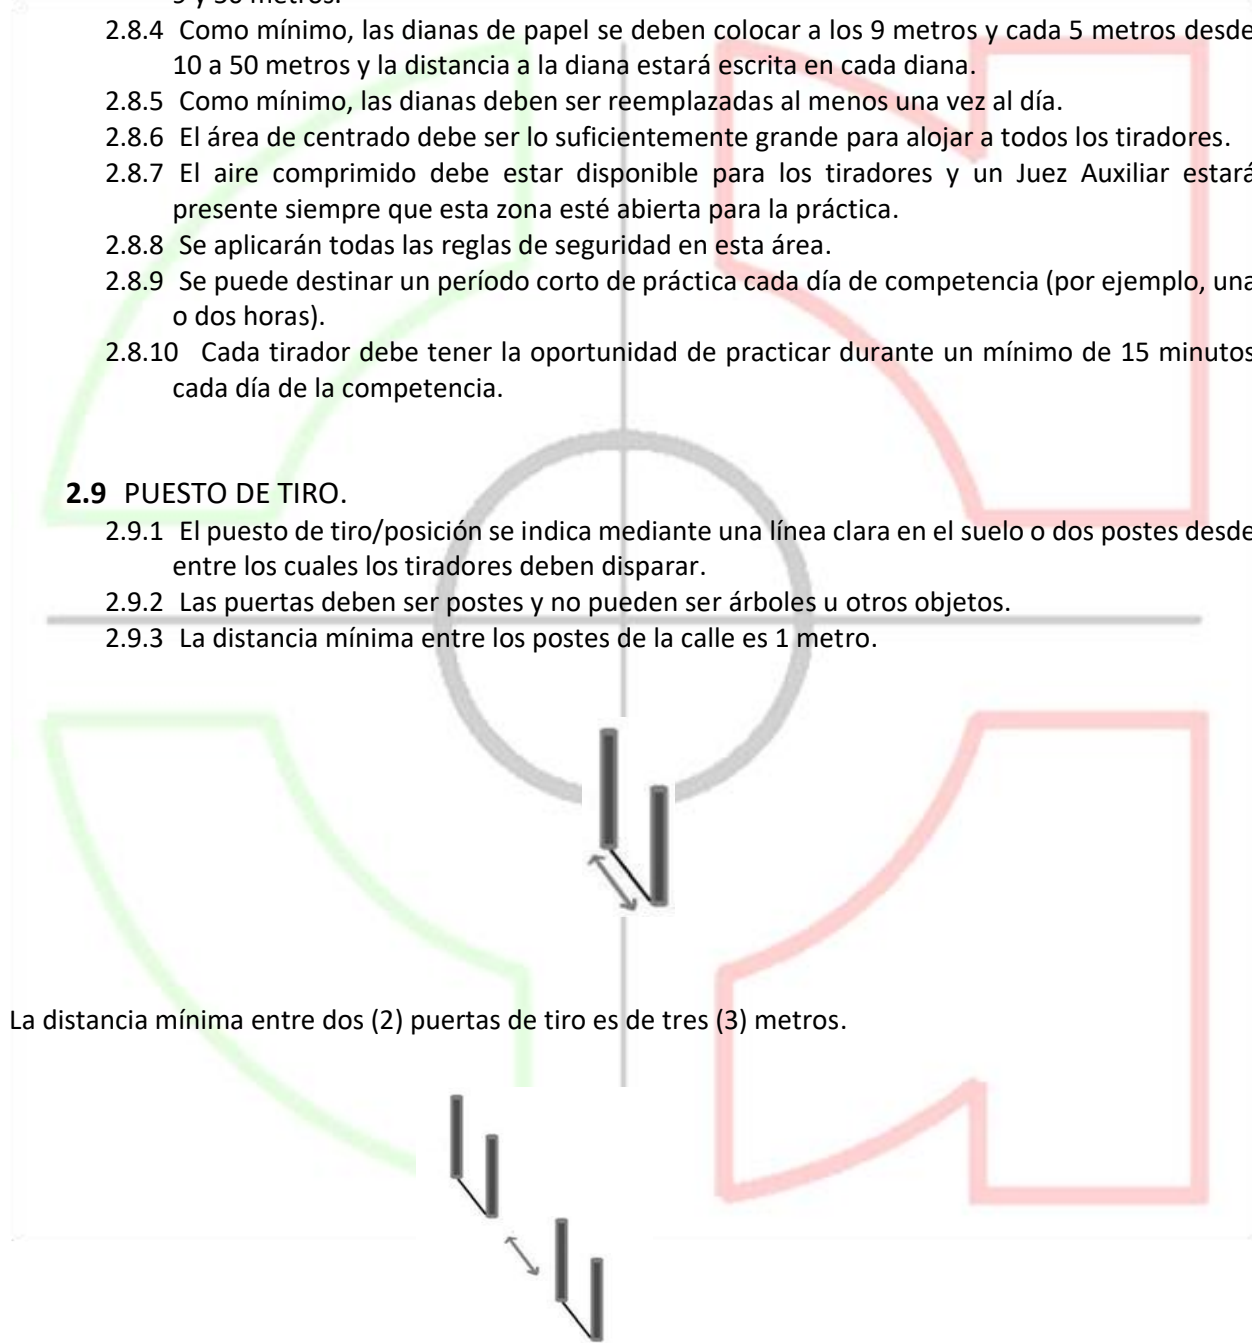 2.8.4 Como mínimo, las dianas de papel se deben colocar a los 9 metros y cada 5 metros desde
10 a 50 metros y la distancia a la diana estará escrita en cada diana.
2.8.5 Como mínimo, las dianas deben ser reemplazadas al menos una vez al día.
2.8.6 El área de centrado debe ser lo suficientemente grande para alojar a todos los tiradores.
2.8.7 El aire comprimido debe estar disponible para los tiradores y un Juez Auxiliar estará
presente siempre que esta zona esté abierta para la práctica.
2.8.8 Se aplicarán todas las reglas de seguridad en esta área.
2.8.9 Se puede destinar un período corto de práctica cada día de competencia (por ejemplo, una
o dos horas).
2.8.10 Cada tirador debe tener la oportunidad de practicar durante un mínimo de 15 minutos
cada día de la competencia.
2.9 PUESTO DE TIRO.
2.9.1 El puesto de tiro/posición se indica mediante una línea clara en el suelo o dos postes desde
entre los cuales los tiradores deben disparar.
2.9.2 Las puertas deben ser postes y no pueden ser árboles u otros objetos.
2.9.3 La distancia mínima entre los postes de la calle es 1 metro.
La distancia mínima entre dos (2) puertas de tiro es de tres (3) metros.